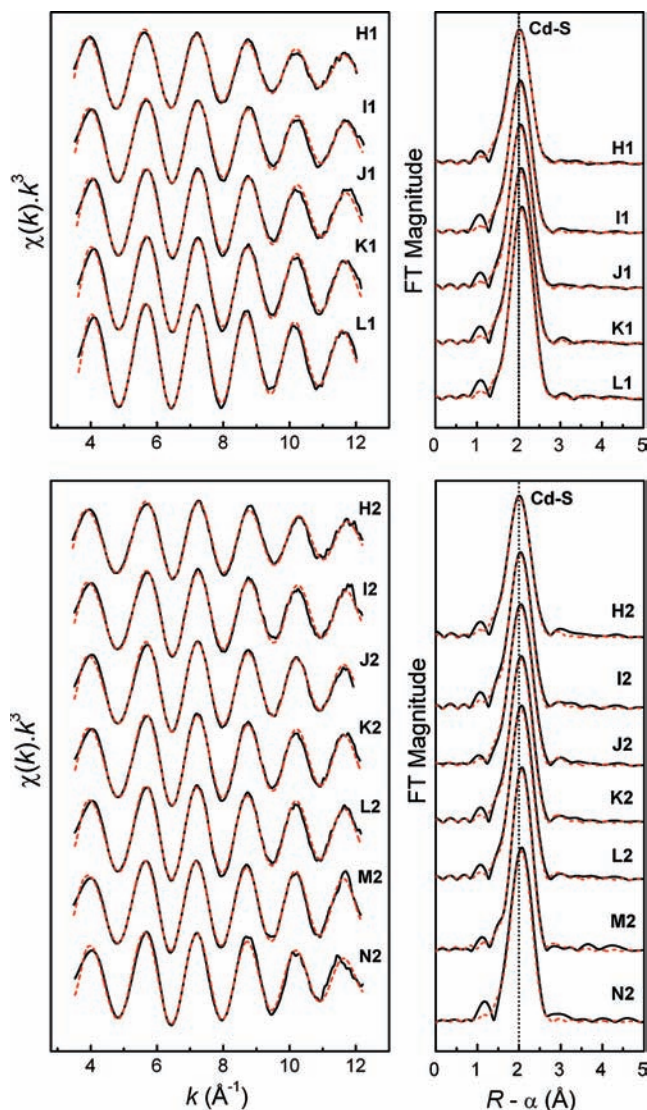 χ(k).k³
H1
I1
J1
K1
L1
4 6 8 10 12
FT Magnitude
Cd-S
H1
I1
J1
K1
L1
0 1 2 3 4 5
χ(k).k³
H2
I2
J2
K2
L2
M2
N2
4 6 8 10 12
k (Å⁻¹)
FT Magnitude
Cd-S
H2
I2
J2
K2
L2
M2
N2
0 1 2 3 4 5
R - α (Å)